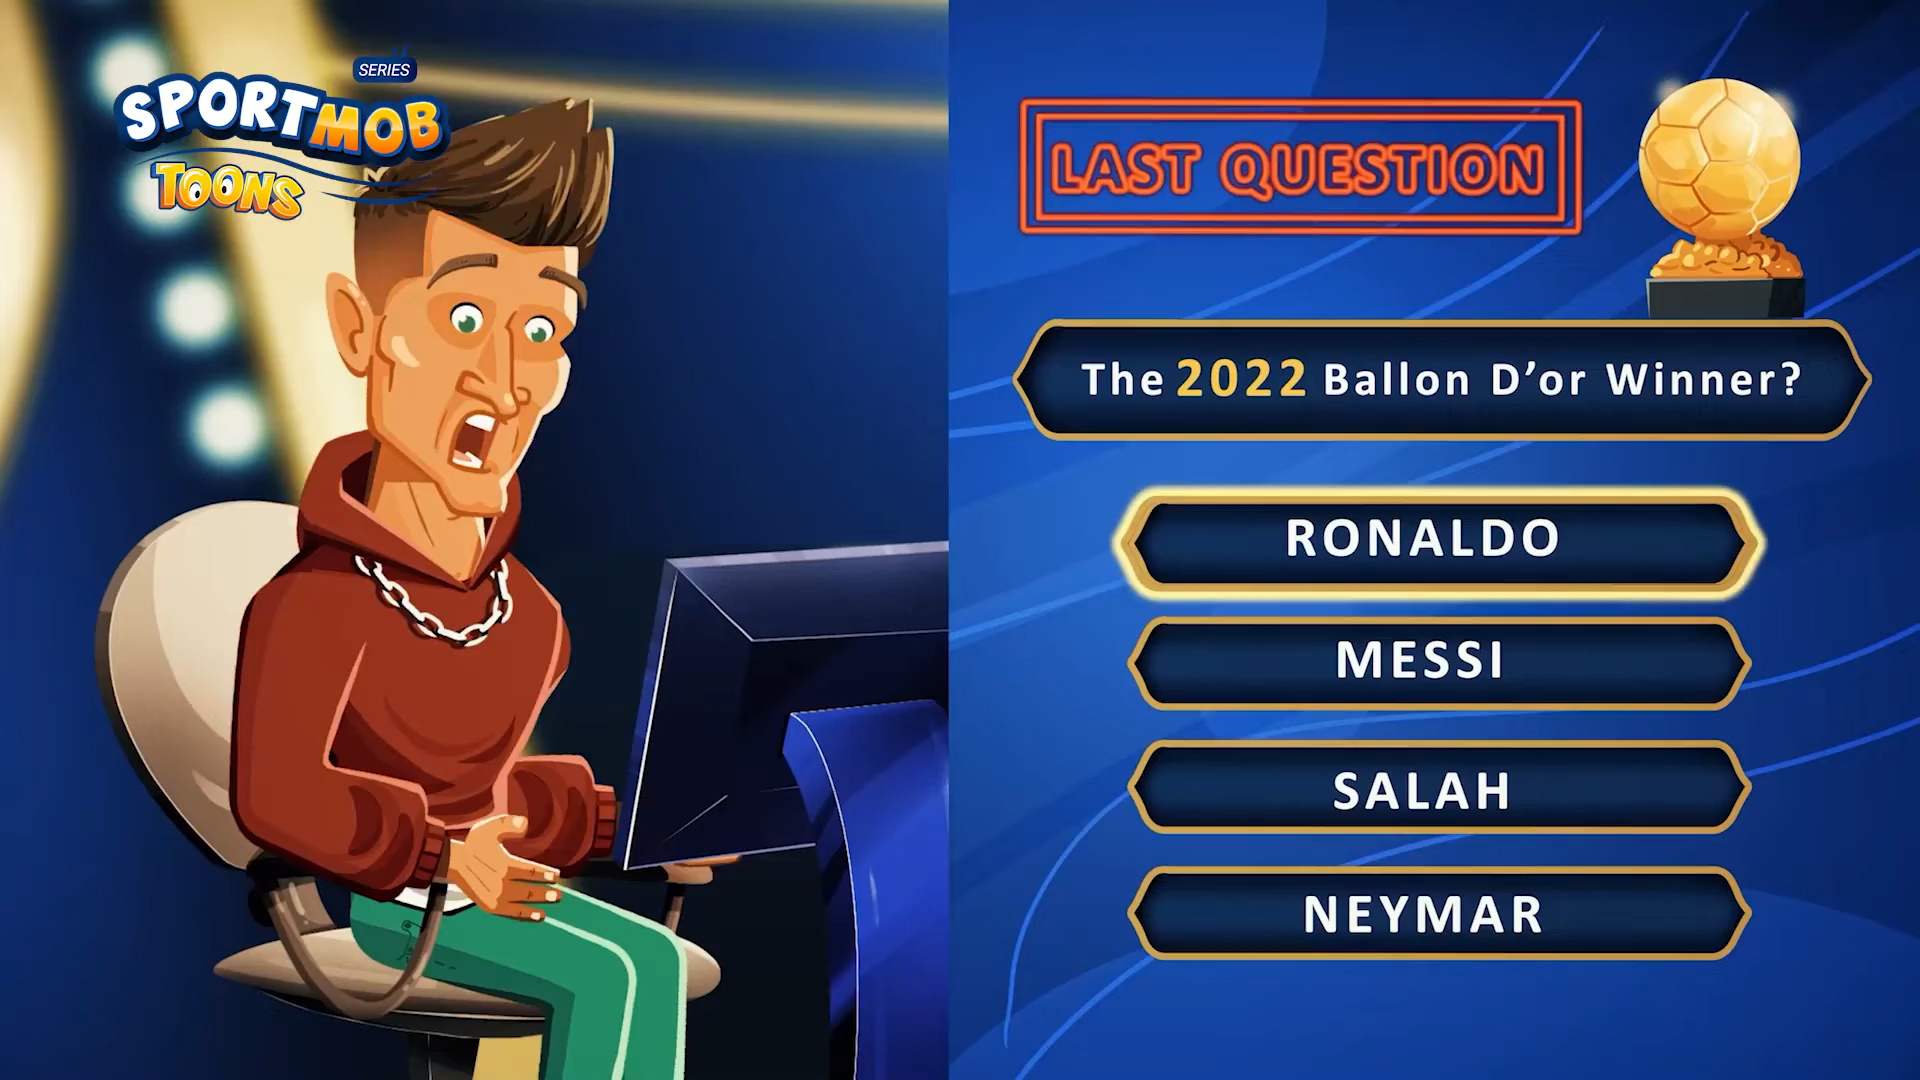 SERIES
SPORTMOB
TOONS
LAST QUESTION
The 2022 Ballon D’or Winner?
RONALDO
MESSI
SALAH
NEYMAR